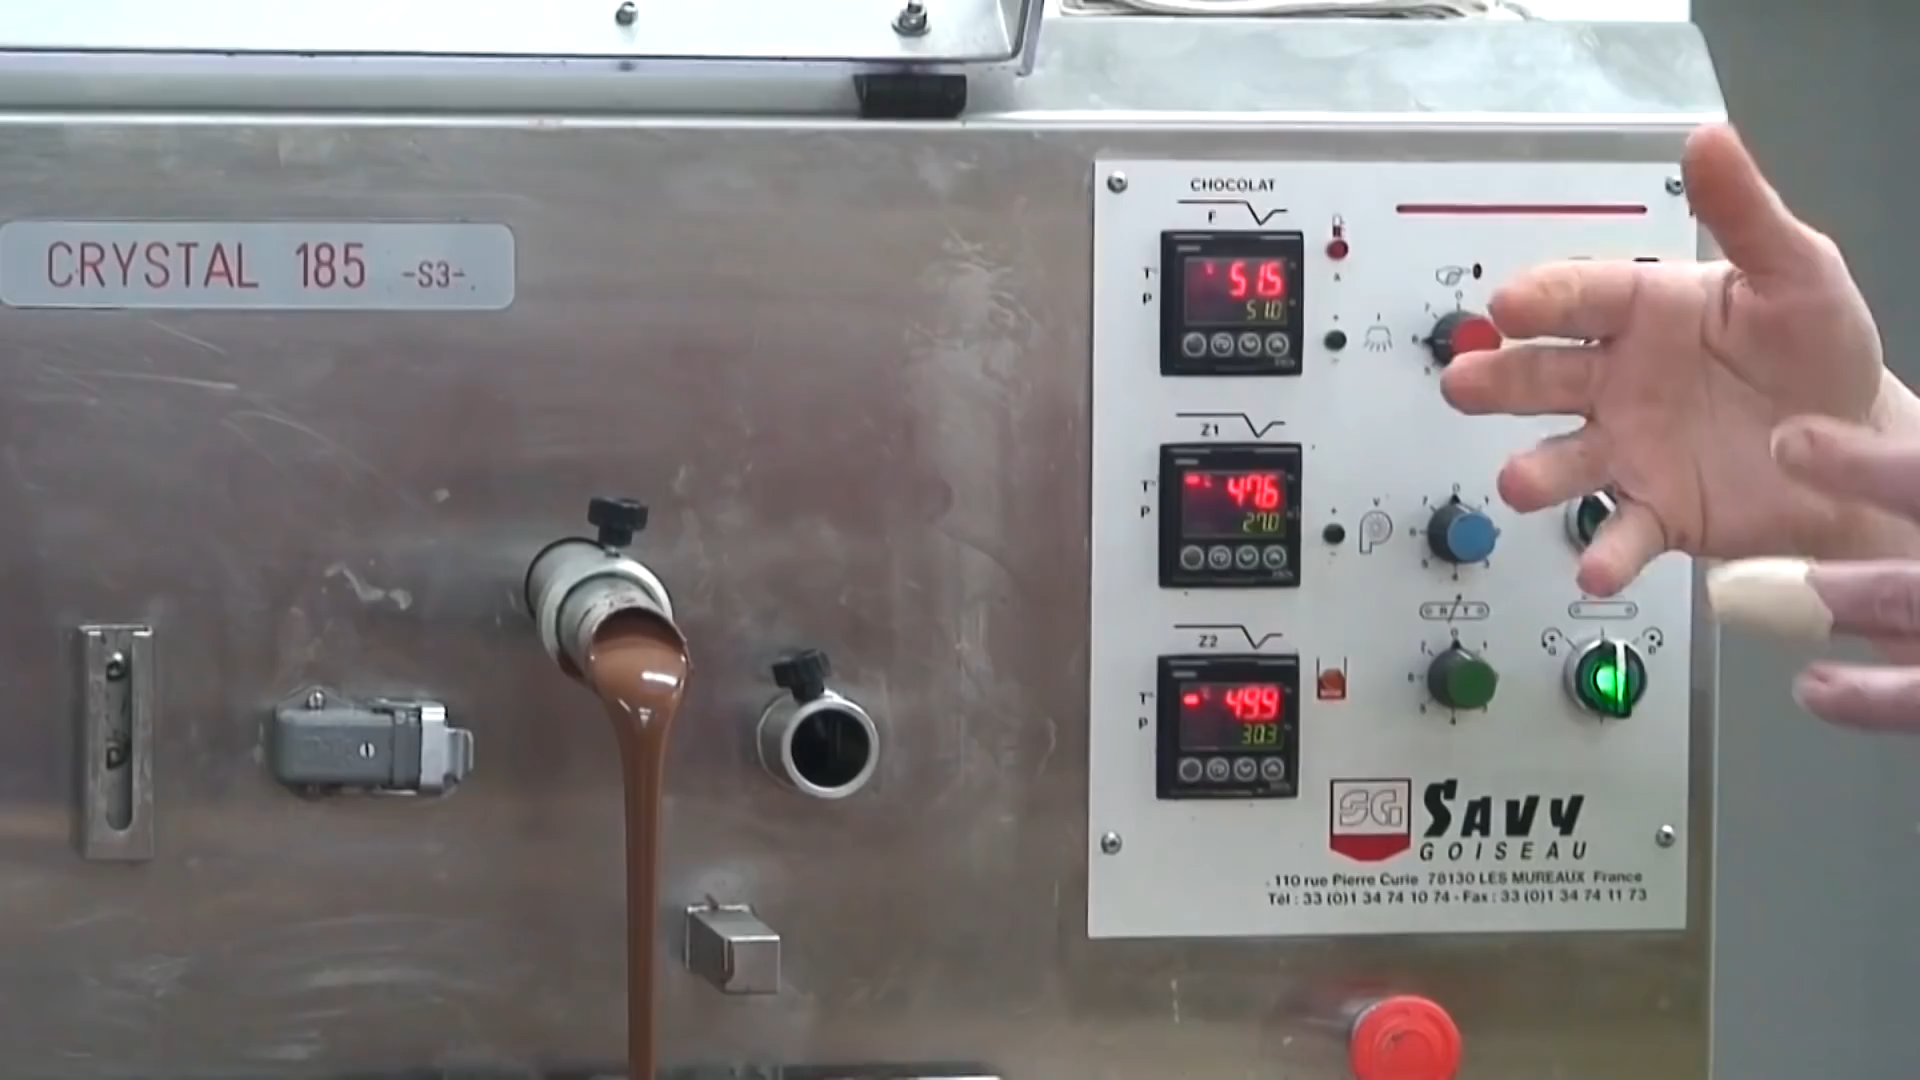 CHOCOLAT
F
CRYSTAL 185 -S3-
T°
P
51.5
51.0
Z1
T°
P
47.6
27.0
Z2
T°
P
49.9
30.3
SG
SAVY
GOISEAU
110 rue Pierre Curie 78130 LES MUREAUX France
Tél : 33 (0)1 34 74 10 74 - Fax : 33 (0)1 34 74 11 73